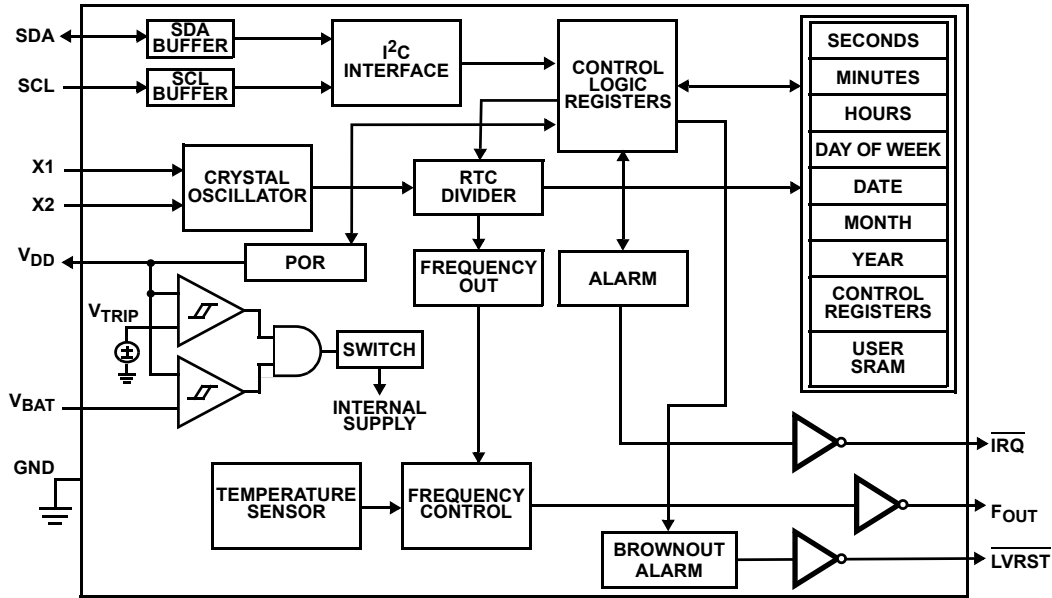 SDA
SDA
BUFFER
I²C
INTERFACE
CONTROL
LOGIC
REGISTERS
SECONDS
MINUTES
HOURS
DAY OF WEEK
DATE
MONTH
YEAR
CONTROL
REGISTERS
USER
SRAM
SCL
SCL
BUFFER
X1
X2
CRYSTAL
OSCILLATOR
RTC
DIVIDER
VDD
POR
FREQUENCY
OUT
ALARM
VTRIP
SWITCH
INTERNAL
SUPPLY
VBAT
GND
TEMPERATURE
SENSOR
FREQUENCY
CONTROL
BROWNOUT
ALARM
I̅R̅Q̅
FOUT
L̅V̅R̅S̅T̅